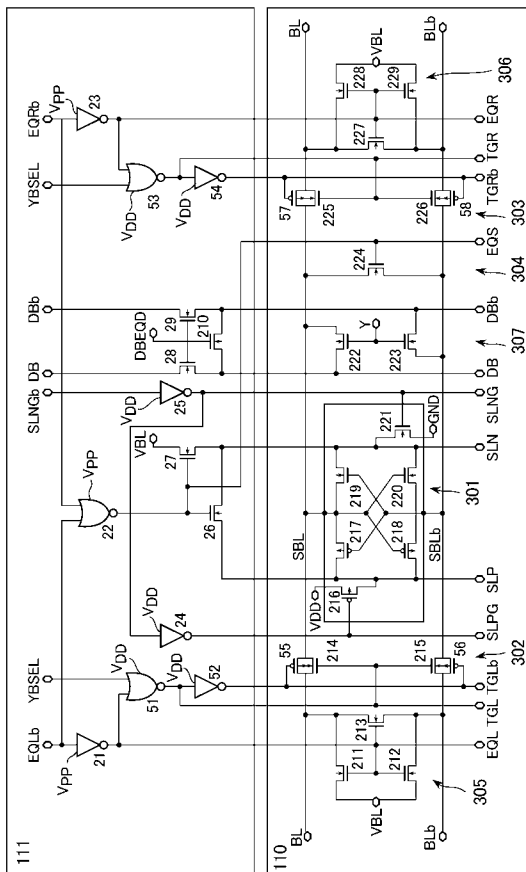 111
EQLb
YBSEL
SLNGb
DB
DBb
YBSEL
EQRb
VPP
21
VDD
51
VDD
52
VDD
24
VPP
22
VBL
27
26
VDD
25
DBEQD
28
29
210
VDD
53
54
VDD
VPP
23
110
BL
BL
VBL
211
212
213
55
214
215
56
VDD
216
SBL
217
218
219
220
SBLb
221
GND
Y
222
223
224
57
225
226
58
227
228
229
VBL
BLb
BLb
EQL
TGL
TGLb
SLPG
SLP
SLN
SLNG
DB
DBb
EQS
TGRb
TGR
EQR
305
302
301
307
304
303
306